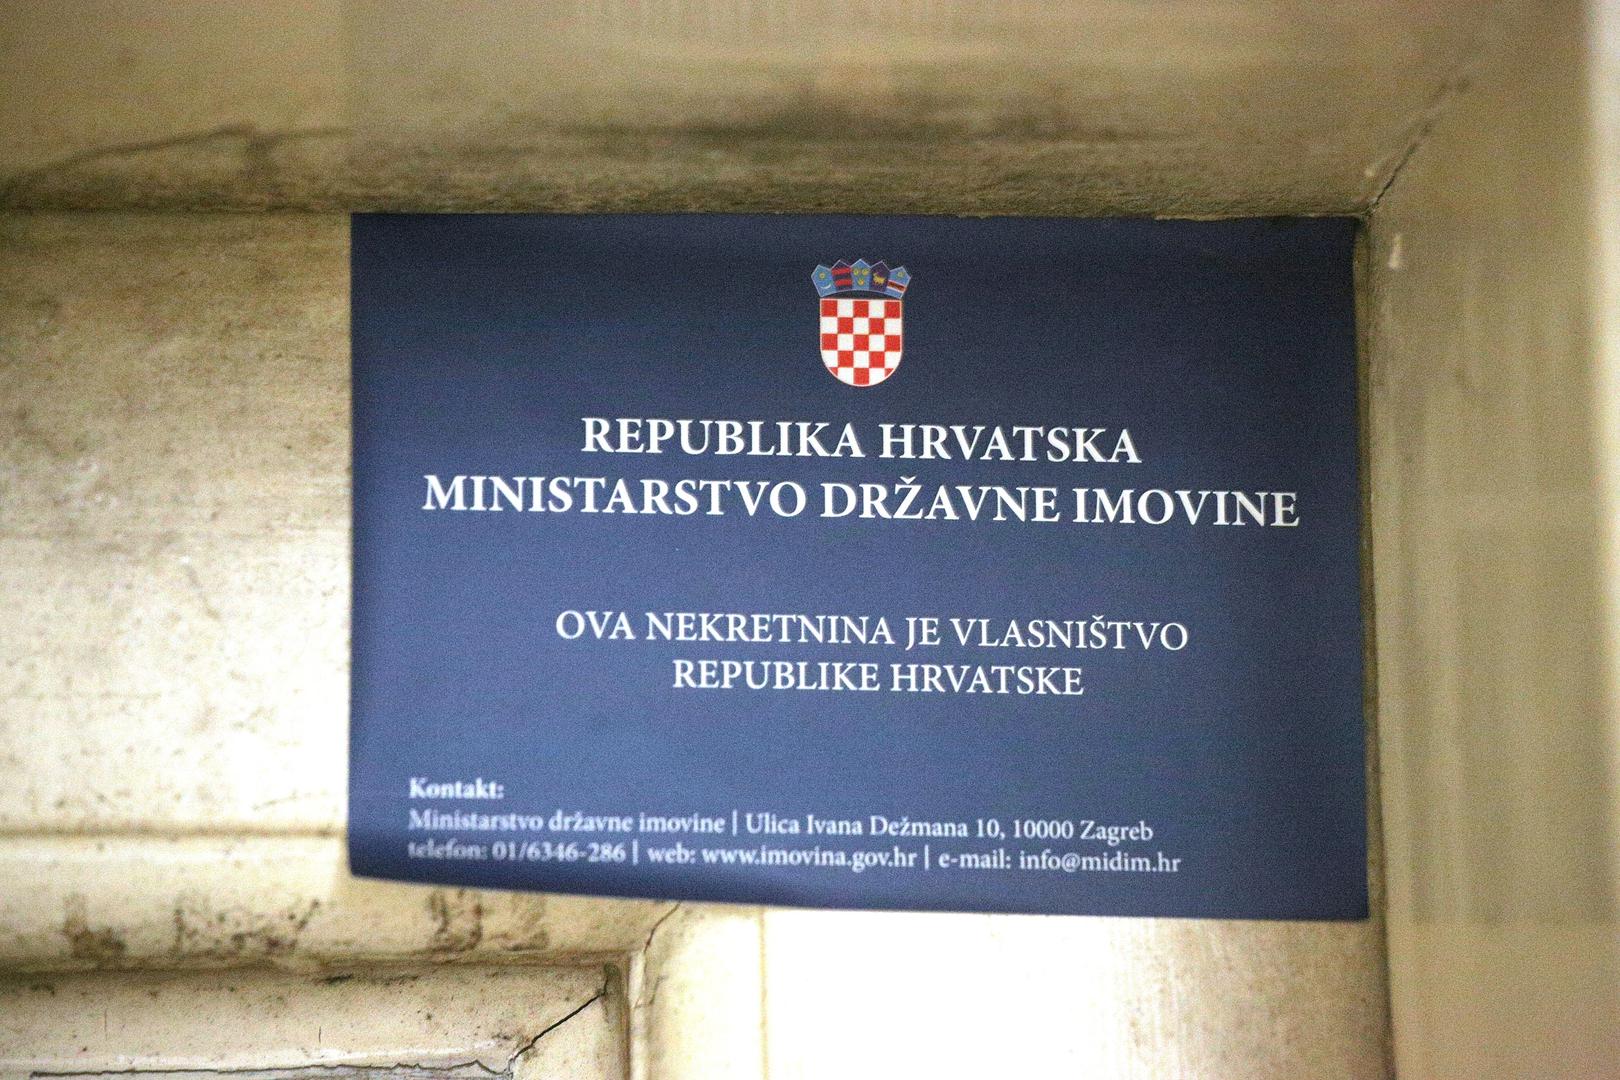 REPUBLIKA HRVATSKA
MINISTARSTVO DRŽAVNE IMOVINE
OVA NEKRETNINA JE VLASNIŠTVO
REPUBLIKE HRVATSKE
Kontakt:
Ministarstvo državne imovine | Ulica Ivana Dežmana 10, 10000 Zagreb
telefon: 01/6346-286 | web: www.imovina.gov.hr | e-mail: info@midim.hr